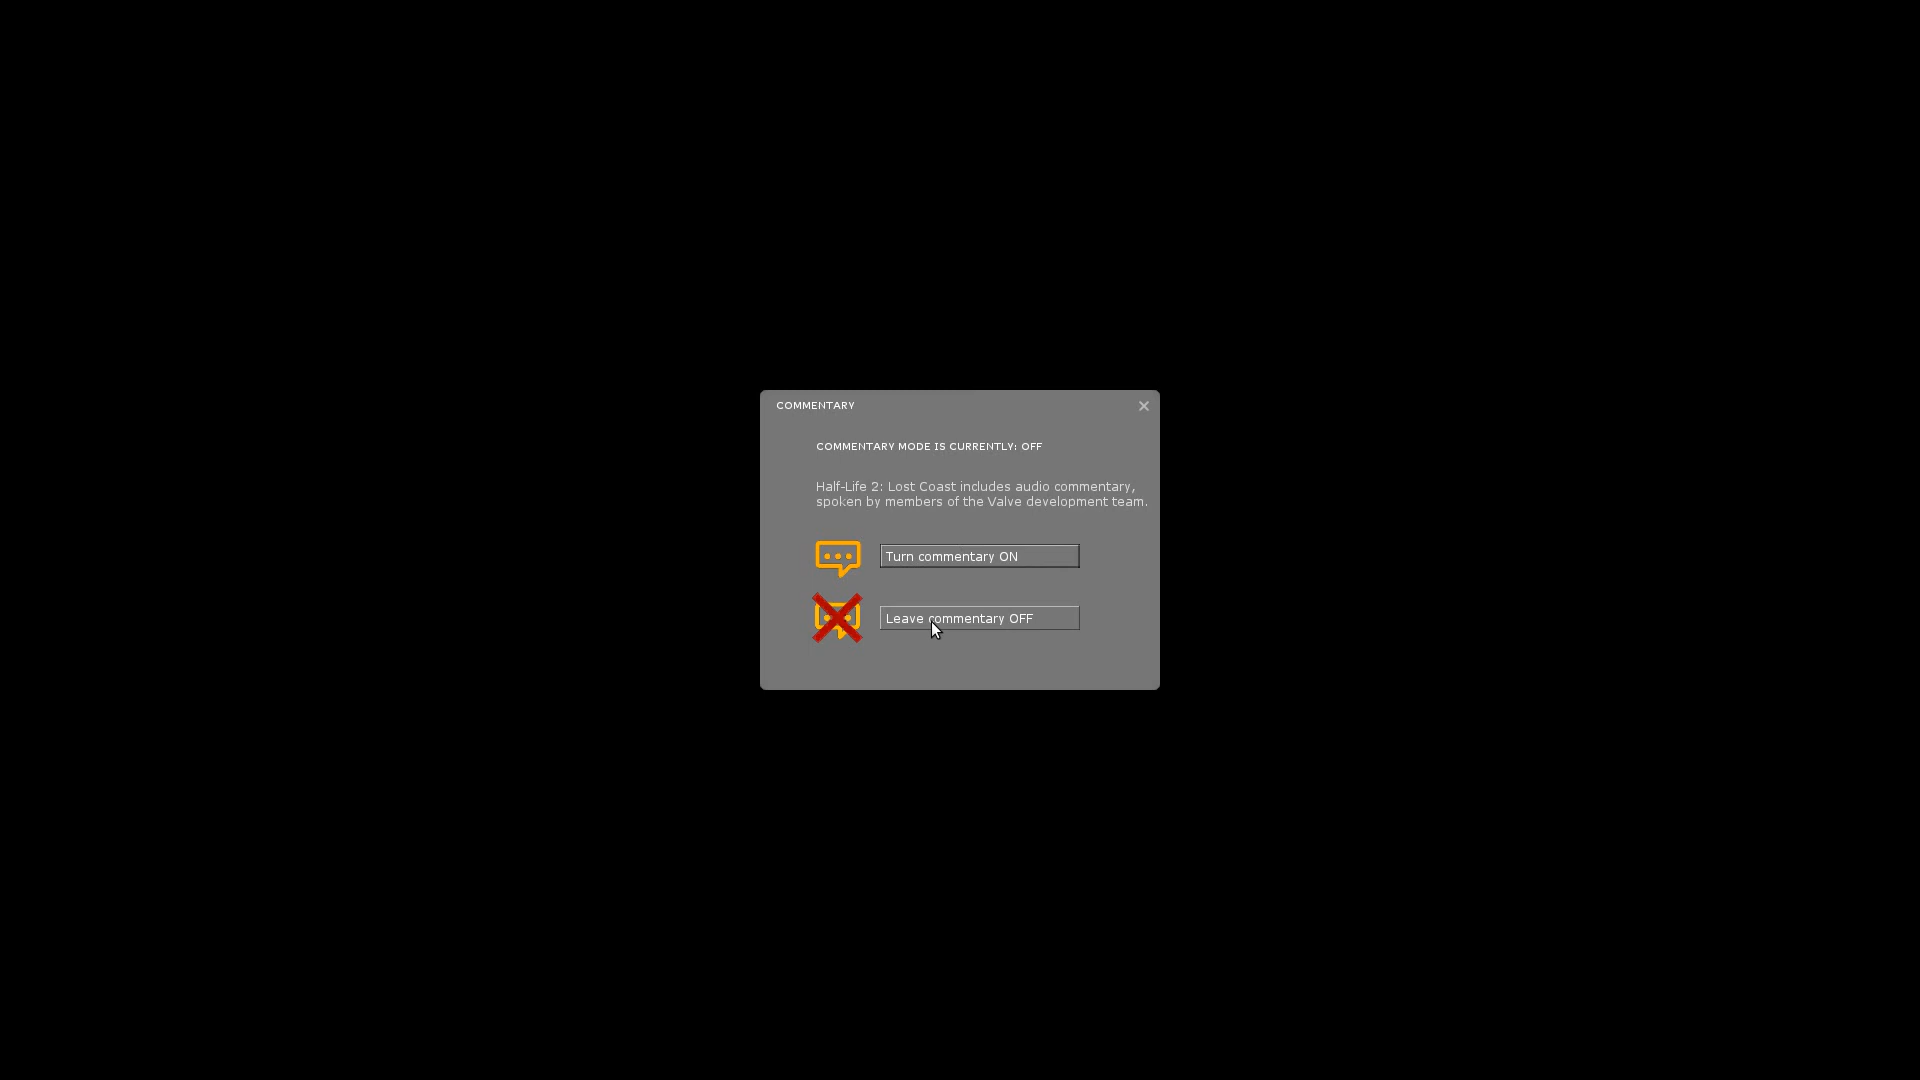 COMMENTARY
COMMENTARY MODE IS CURRENTLY: OFF
Half-Life 2: Lost Coast includes audio commentary,
spoken by members of the Valve development team.
Turn commentary ON
Leave commentary OFF